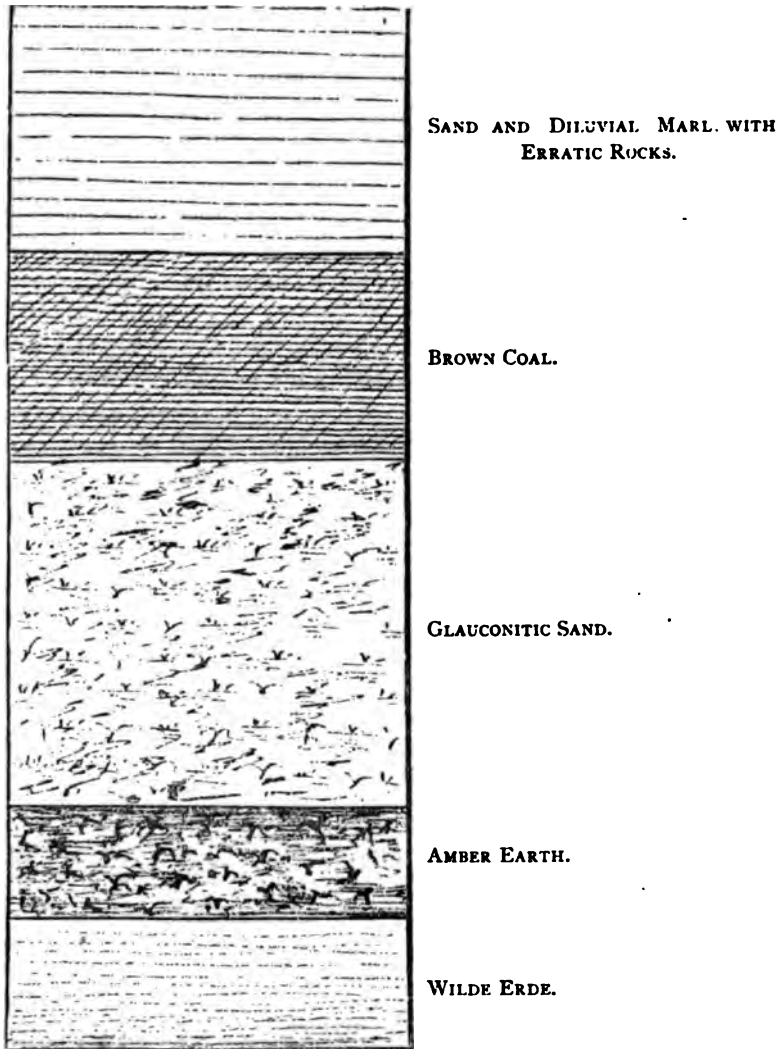 SAND AND DILUVIAL MARL. WITH
ERRATIC ROCKS.
BROWN COAL.
GLAUCONITIC SAND.
AMBER EARTH.
WILDE ERDE.